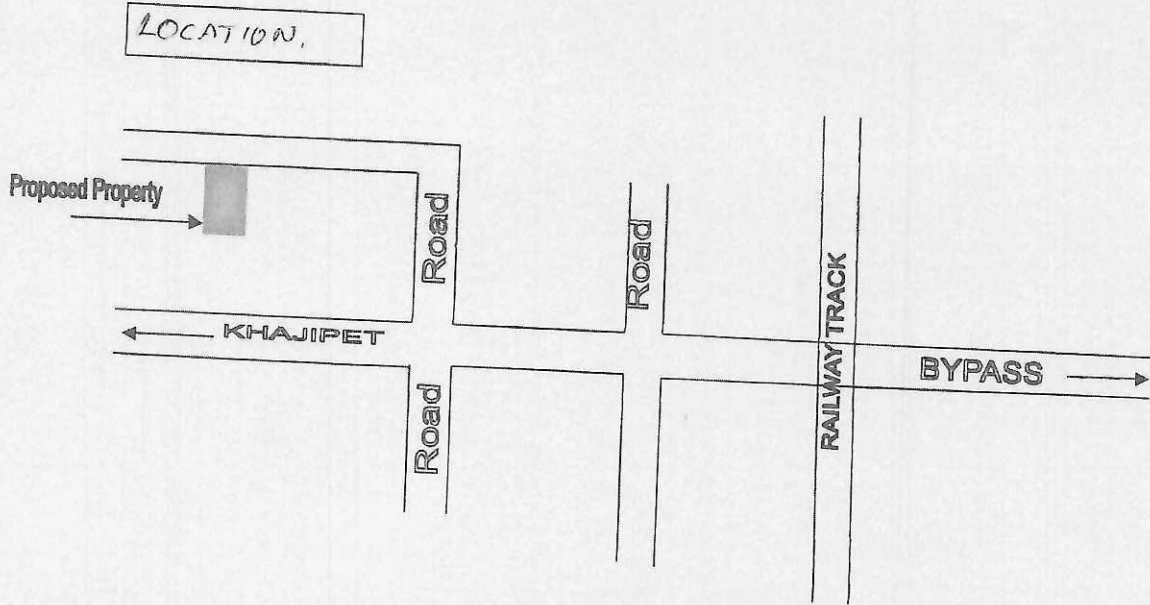 LOCATION.
Proposed Property
Road
Road
RAILWAY TRACK
KHAJIPET
BYPASS
Road